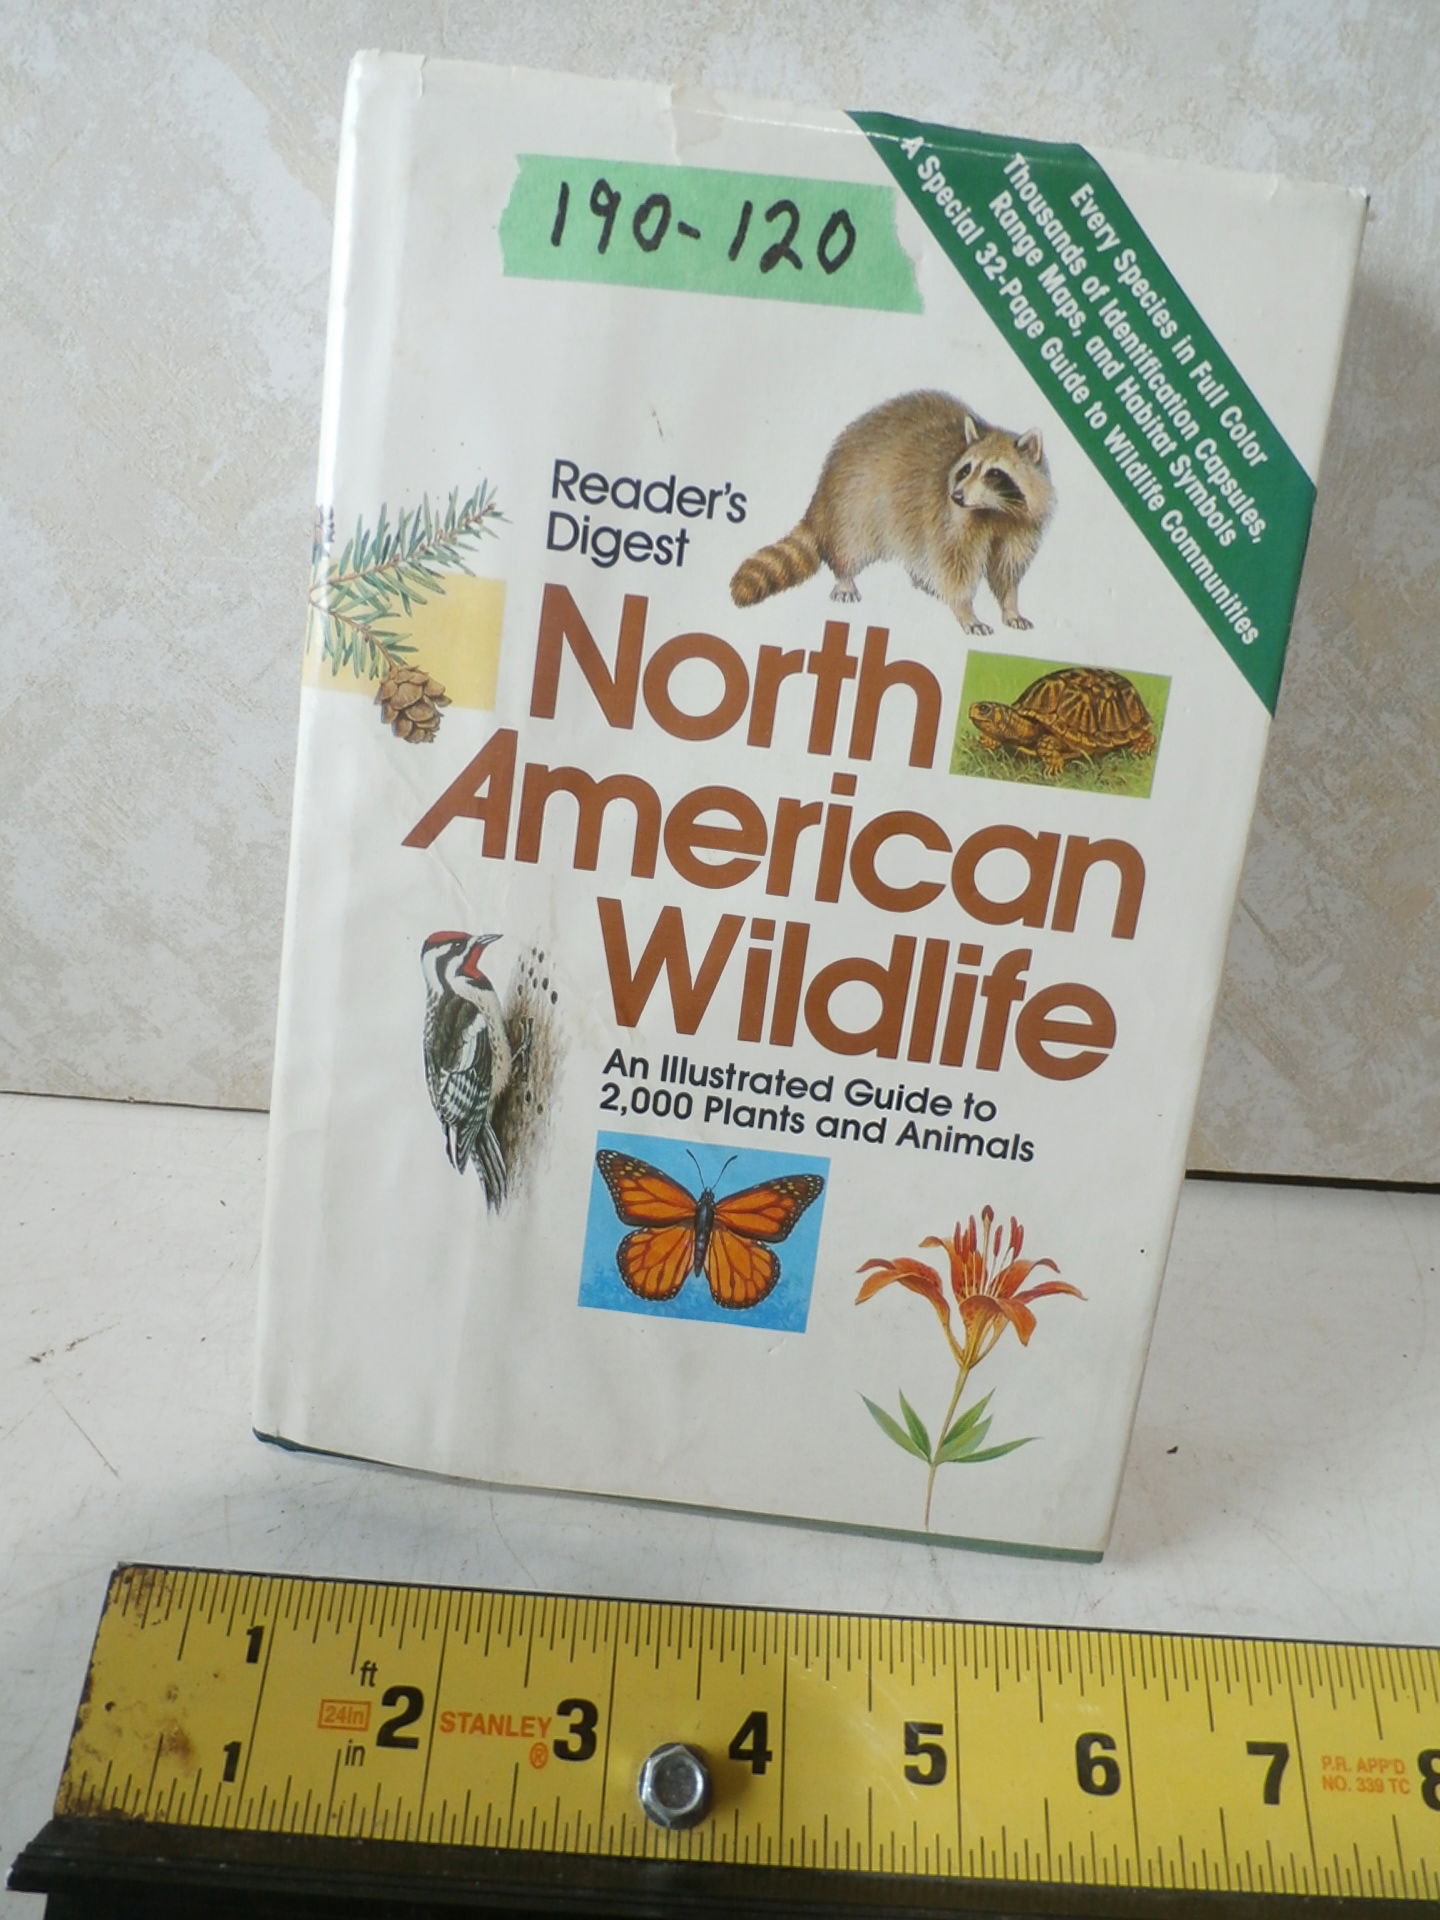 190-120
Every Species in Full Color
Thousands of Identification Capsules,
Range Maps, and Habitat Symbols
A Special 32-Page Guide to Wildlife Communities
Reader's
Digest
North
American
Wildlife
An Illustrated Guide to
2,000 Plants and Animals
1 ft 2 3 4 5 6 7 8
24in STANLEY® P.R. APP'D
1 in NO. 339 TC